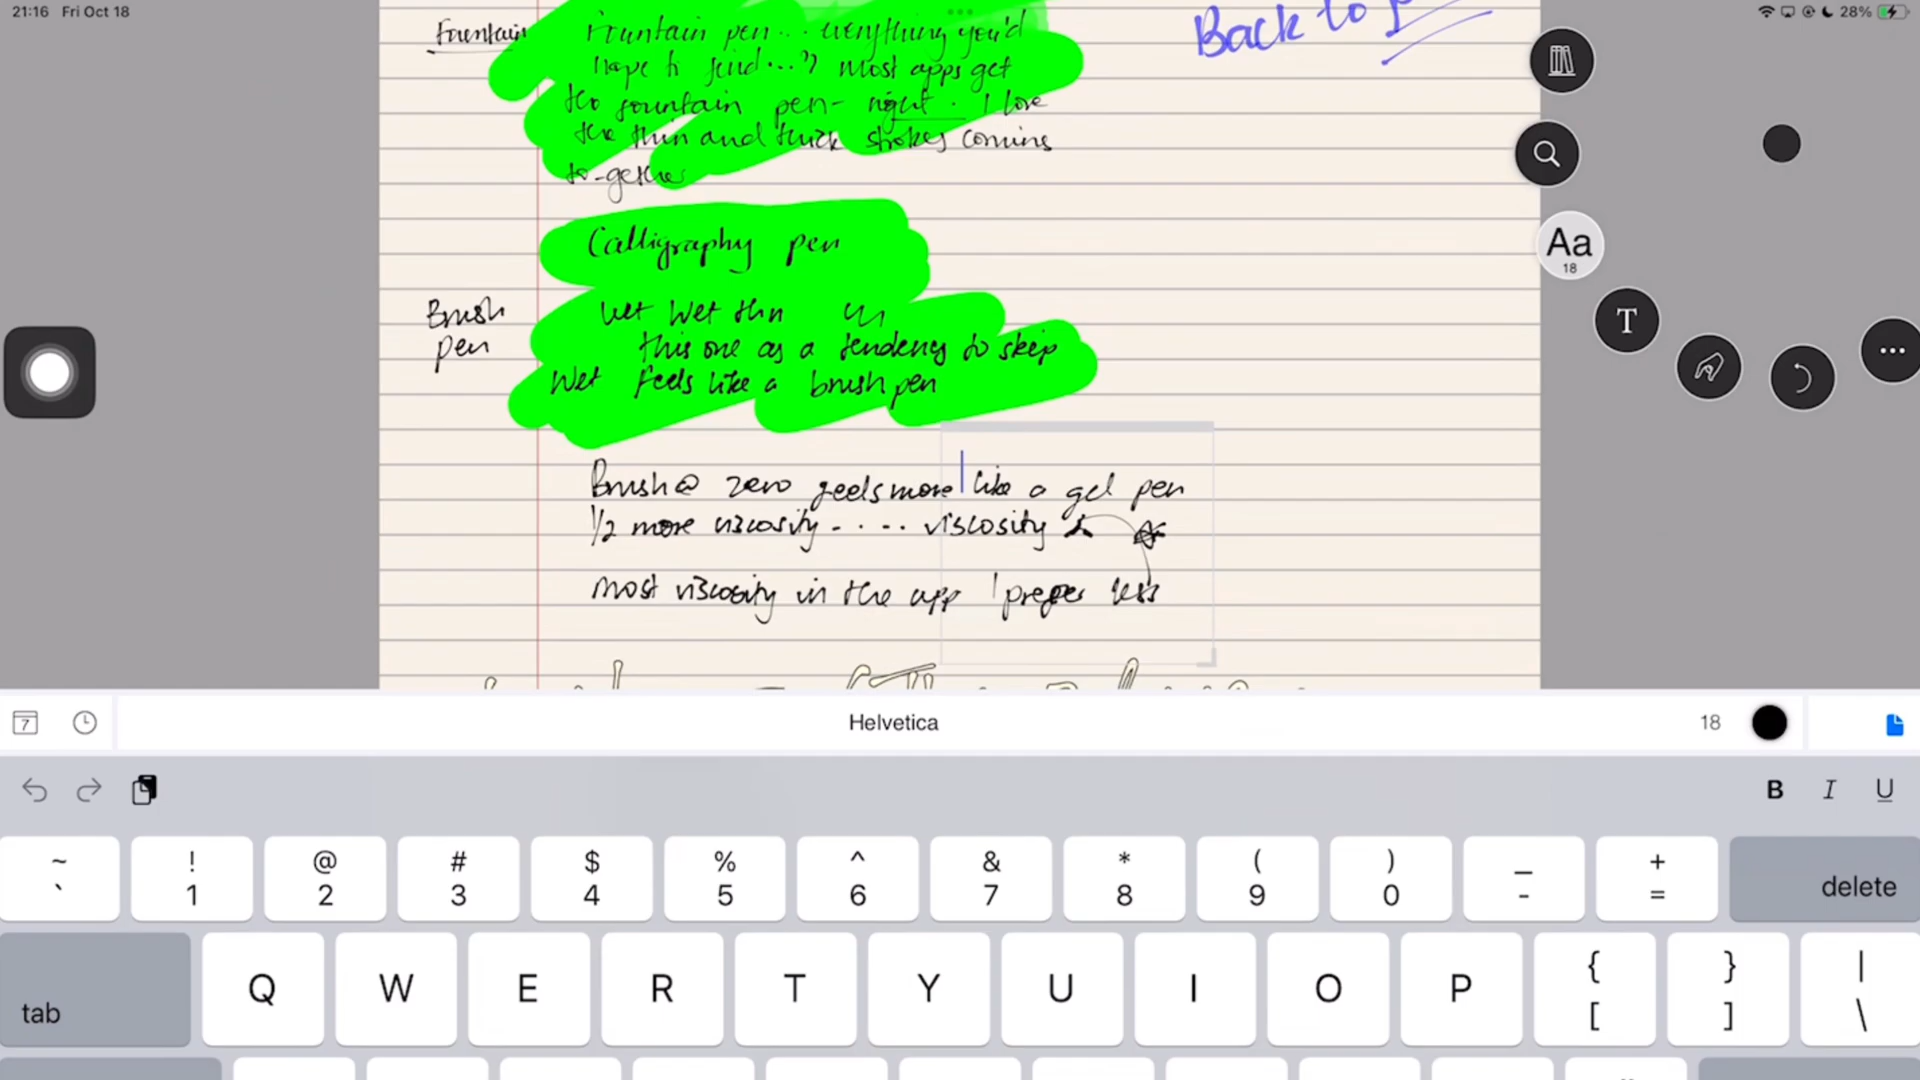 21:16 Fri Oct 18
28%
Back to
Fountain
Fountain pen... everything you'd
hope to find...? most apps get
the fountain pen- right. I love
the thin and thick strokes coming
to-gether
Calligraphy pen
Brush
pen
wet wet thn
this one as a tendency to skip
Wet feels like a brush pen
Brush@ zero feels more like a gel pen
1/2 more viscosity - . . .. viscosity
most viscosity in the app I prefer less
Aa
18
T
7
Helvetica
18
B I U
~ ! @ # $ % ^ & * ( ) _ +
` 1 2 3 4 5 6 7 8 9 0 - = delete
tab Q W E R T Y U I O P { } |
[ ] \